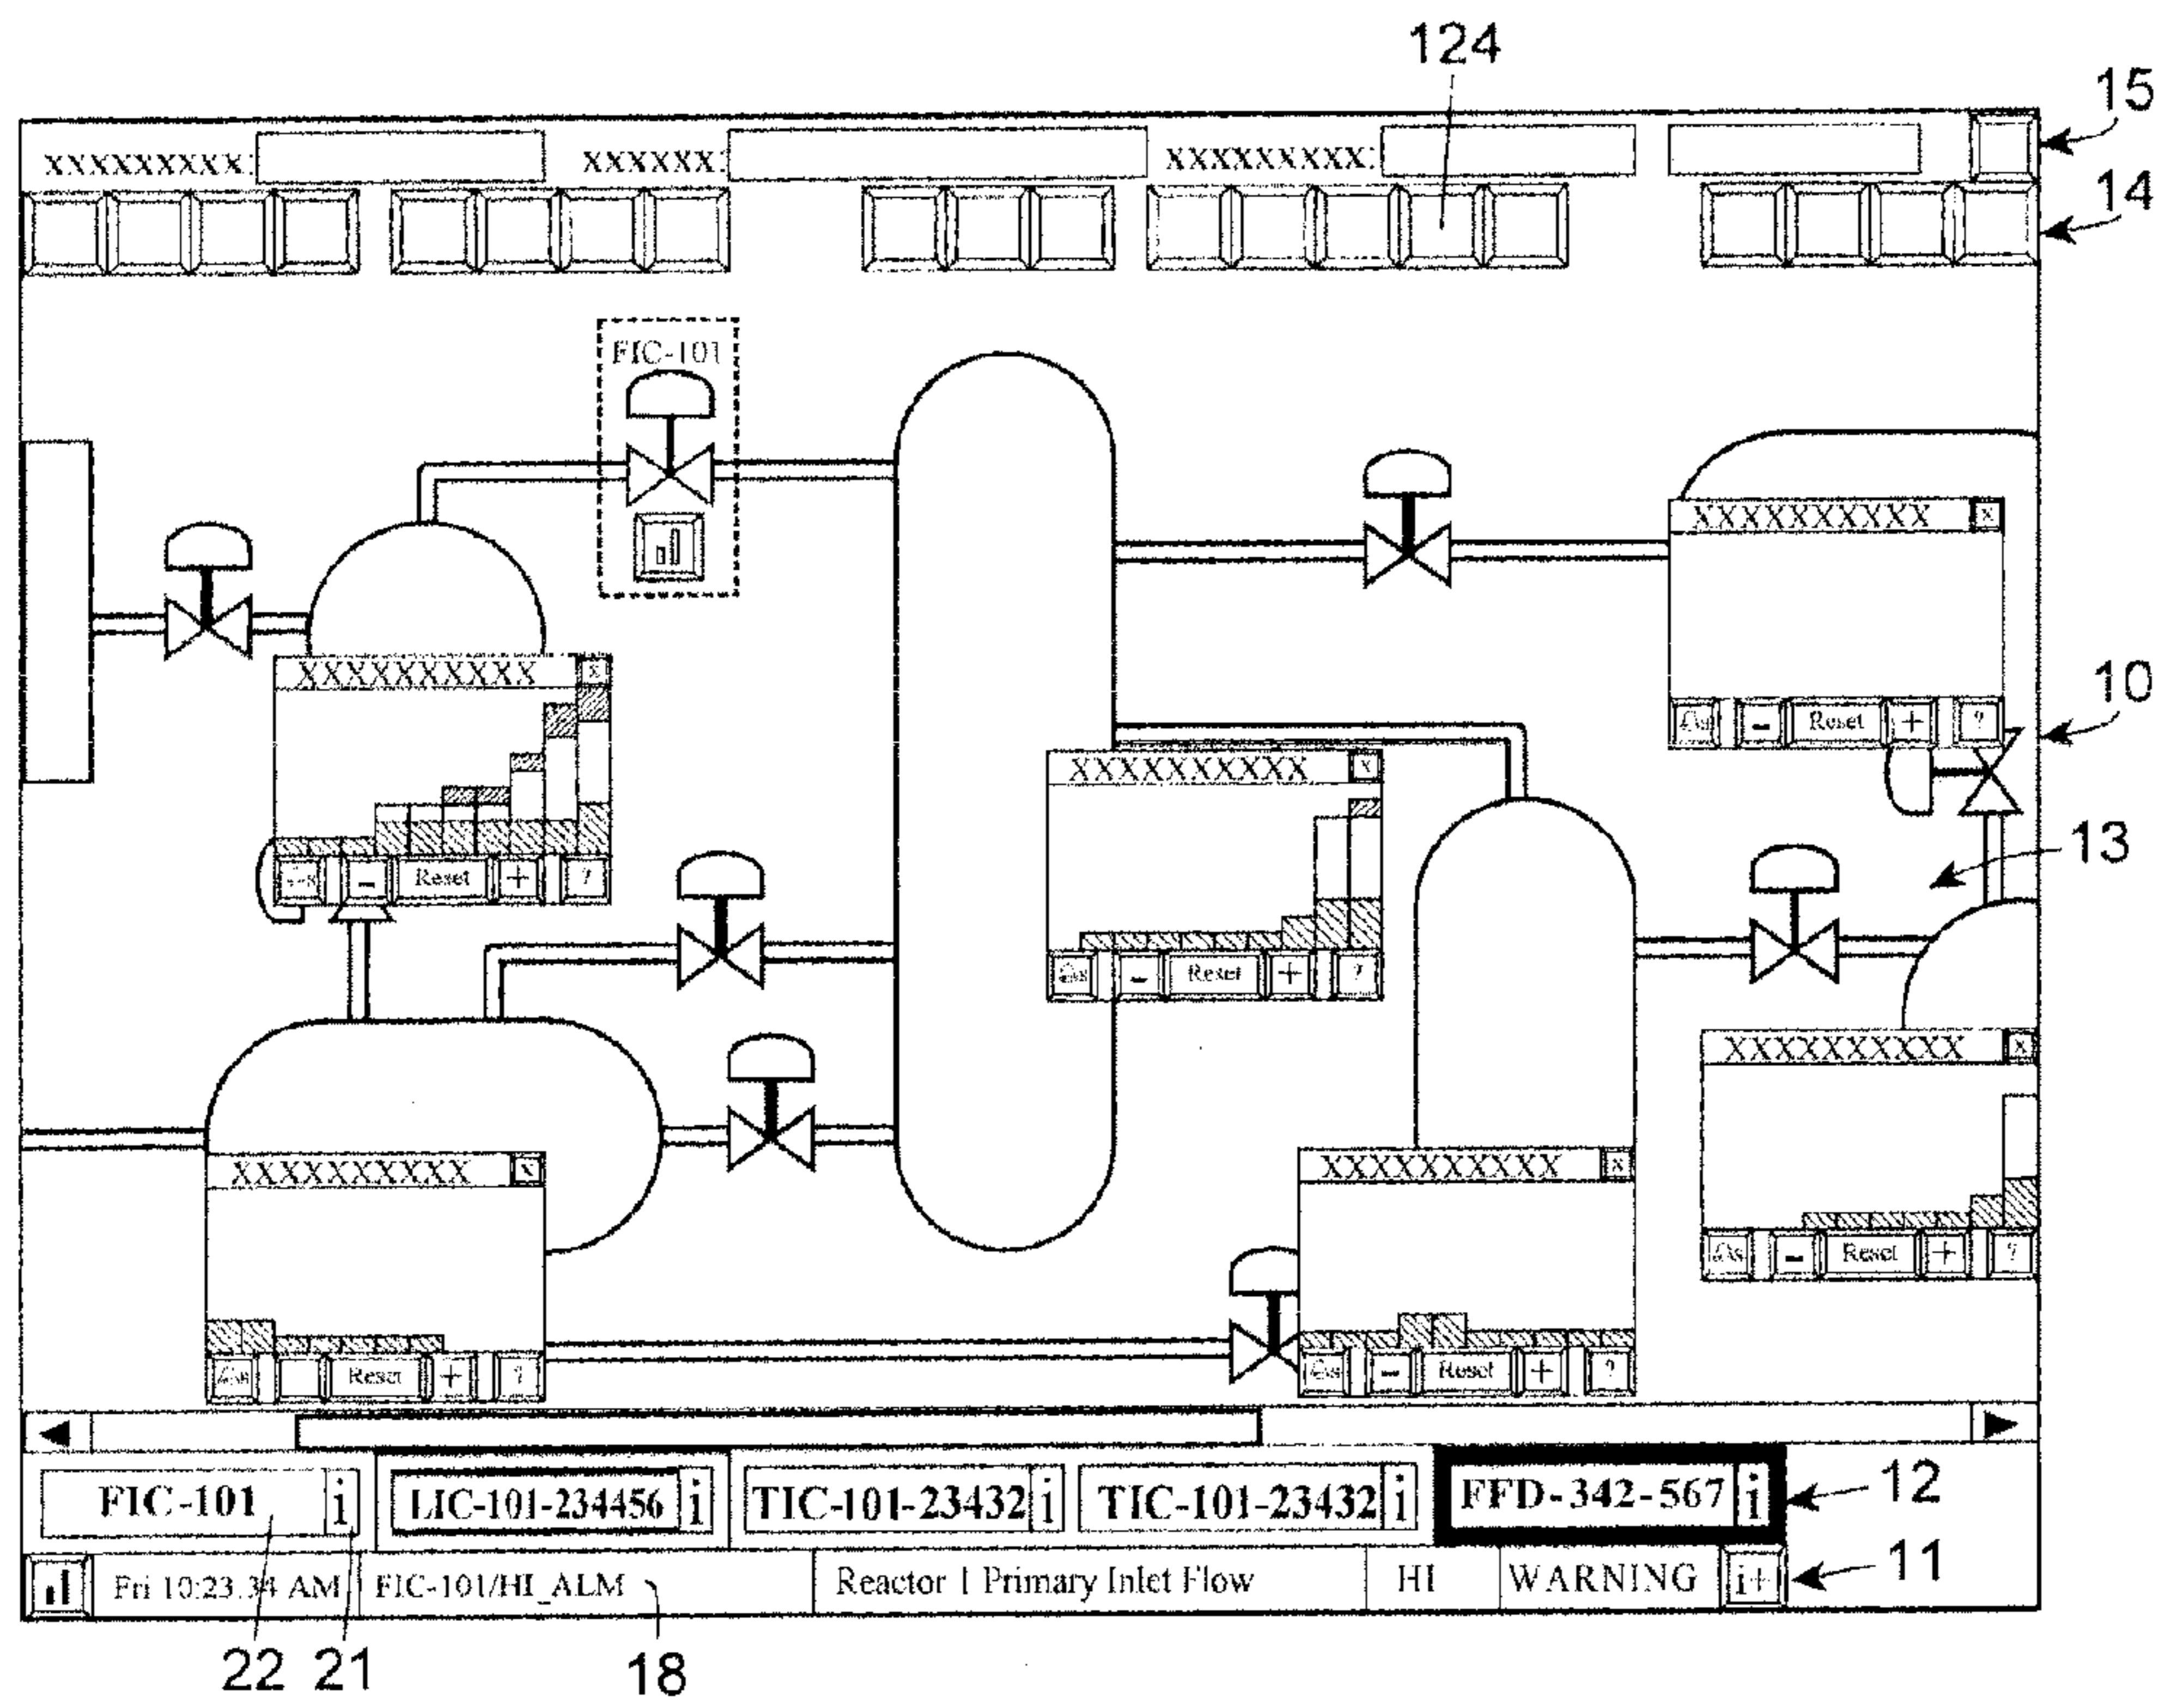 124
15
XXXXXXXXX: XXXXXX: XXXXXXXXX:
14
FIC-101
XXXXXXXXXX x
XXXXXXXXXX x
- Reset + ?
10
XXXXXXXXXX x
13
- Reset + ?
- Reset + ?
XXXXXXXXXX x
XXXXXXXXXX x
XXXXXXXXXX x
- Reset + ?
Reset + ?
- Reset + ?
FIC-101 i LIC-101-234456 i TIC-101-23432 i TIC-101-23432 i FFD-342-567 i
12
Fri 10:23:34 AM FIC-101/HI_ALM Reactor 1 Primary Inlet Flow HI WARNING i+
11
22 21 18